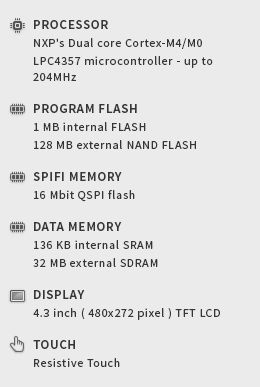 PROCESSOR
NXP's Dual core Cortex-M4/M0
LPC4357 microcontroller - up to
204MHz
PROGRAM FLASH
1 MB internal FLASH
128 MB external NAND FLASH
SPIFI MEMORY
16 Mbit QSPI flash
DATA MEMORY
136 KB internal SRAM
32 MB external SDRAM
DISPLAY
4.3 inch ( 480x272 pixel ) TFT LCD
TOUCH
Resistive Touch